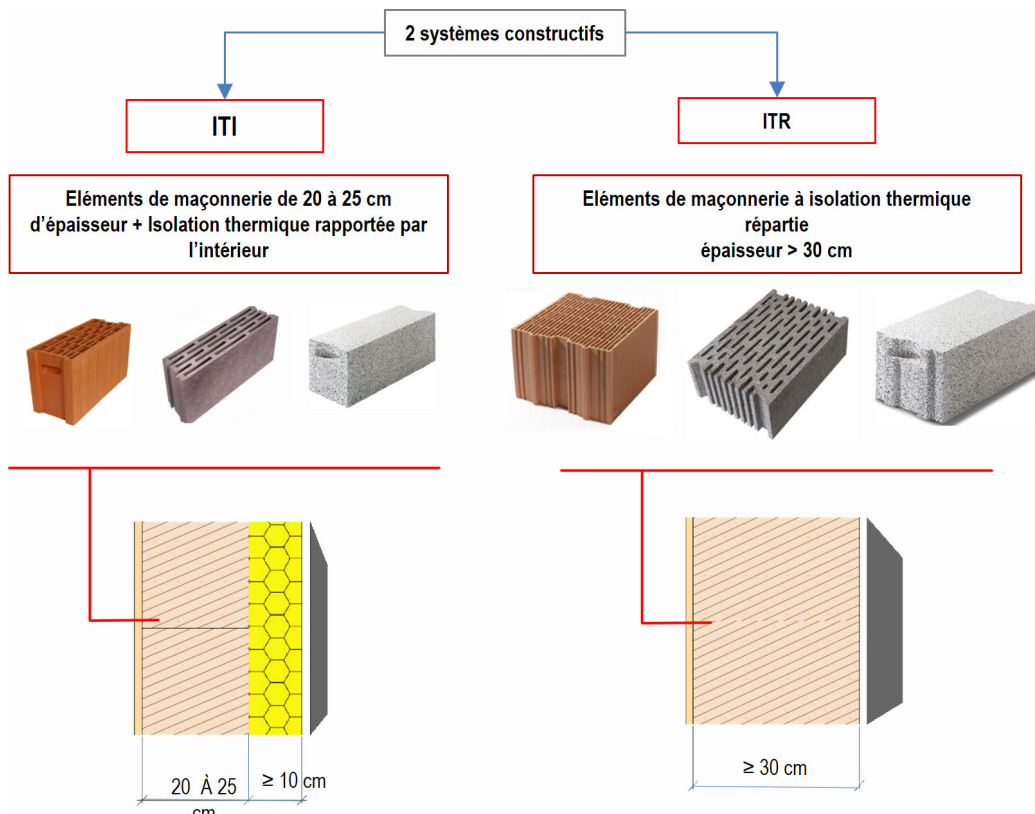 2 systèmes constructifs
ITI
ITR
Eléments de maçonnerie de 20 à 25 cm
d'épaisseur + Isolation thermique rapportée par
l'intérieur
Eléments de maçonnerie à isolation thermique
répartie
épaisseur > 30 cm
20 À 25
cm
≥ 10 cm
≥ 30 cm